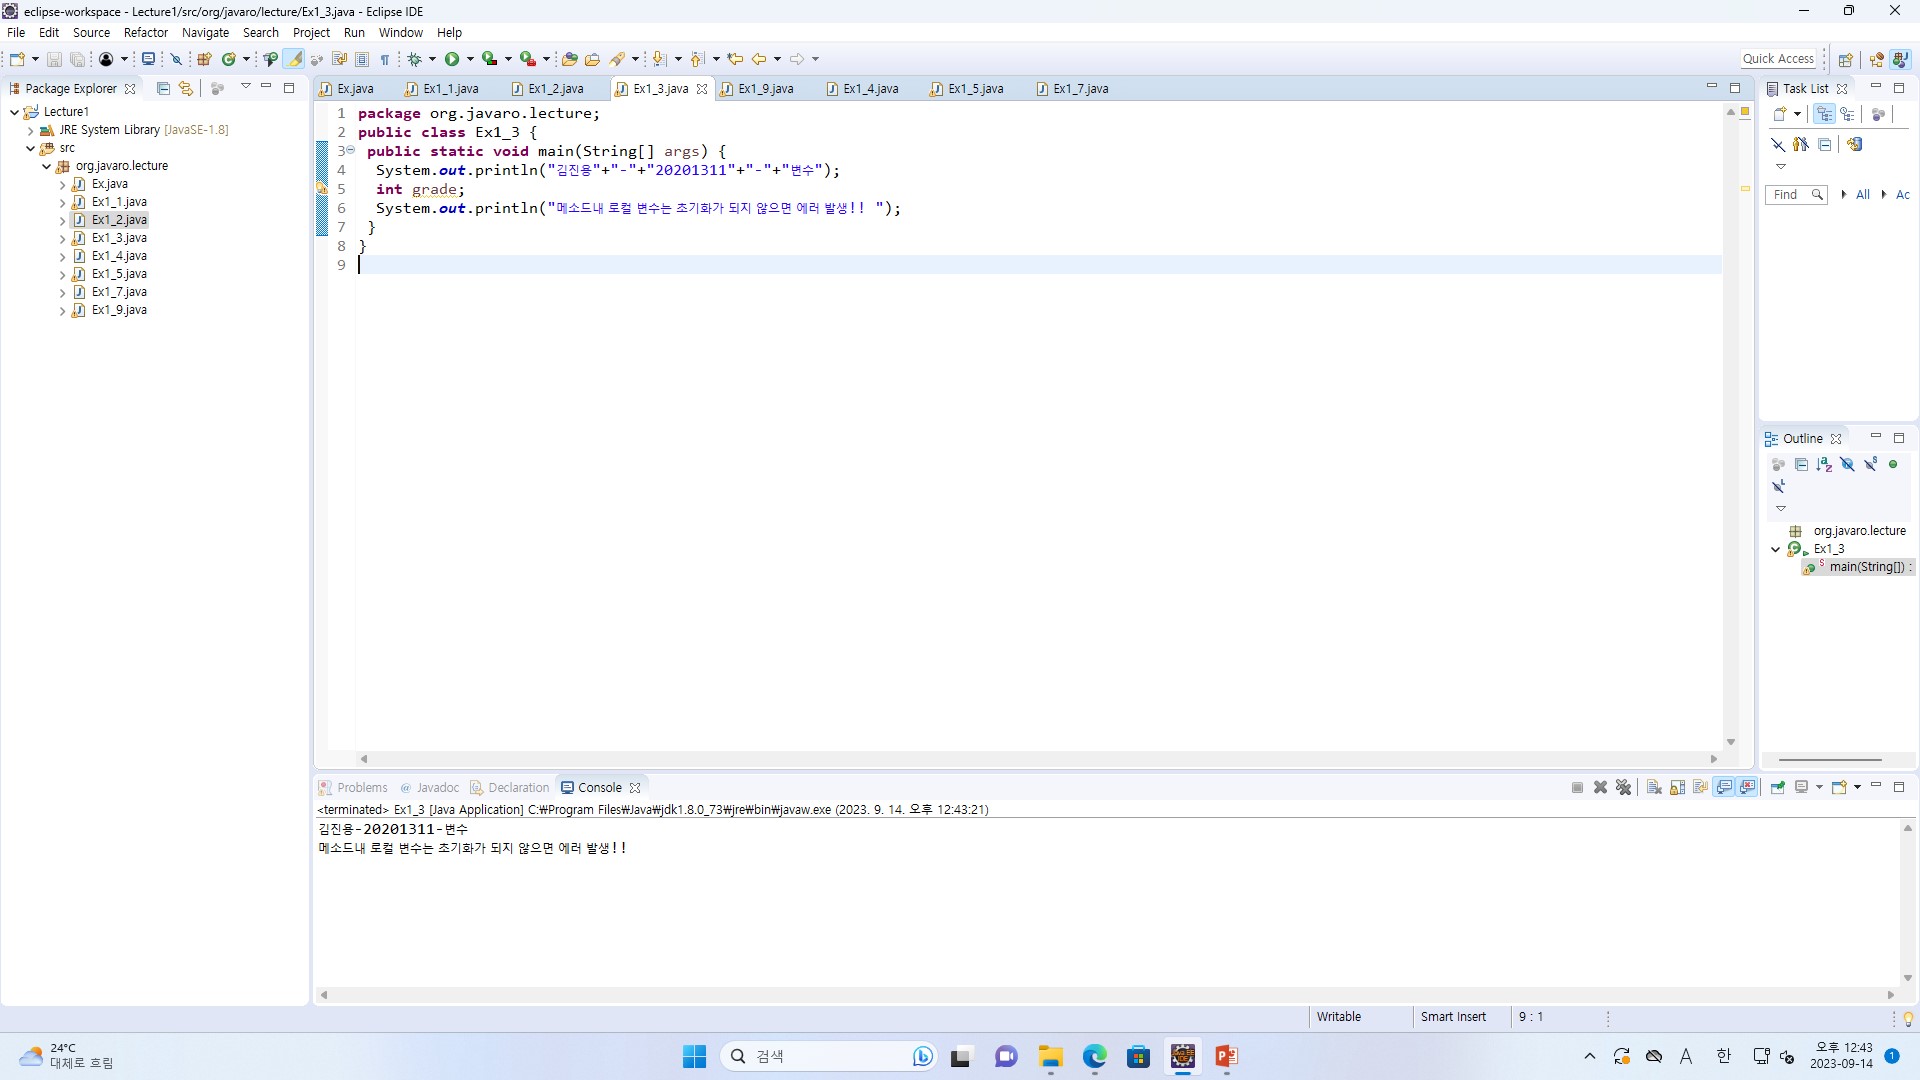 eclipse-workspace - Lecture1/src/org/javaro/lecture/Ex1_3.java - Eclipse IDE
File Edit Source Refactor Navigate Search Project Run Window Help
Quick Access
Package Explorer
Lecture1
JRE System Library [JavaSE-1.8]
src
org.javaro.lecture
Ex.java
Ex1_1.java
Ex1_2.java
Ex1_3.java
Ex1_4.java
Ex1_5.java
Ex1_7.java
Ex1_9.java
Ex.java Ex1_1.java Ex1_2.java Ex1_3.java Ex1_9.java Ex1_4.java Ex1_5.java Ex1_7.java
1 package org.javaro.lecture;
2 public class Ex1_3 {
3 public static void main(String[] args) {
4 System.out.println("김진용"+"-"+"20201311"+"-"+"변수");
5 int grade;
6 System.out.println("메소드내 로컬 변수는 초기화가 되지 않으면 에러 발생!! ");
7 }
8 }
9
Task List
Find All Ac
Outline
org.javaro.lecture
Ex1_3
main(String[]) :
Problems Javadoc Declaration Console
<terminated> Ex1_3 [Java Application] C:₩Program Files₩Java₩jdk1.8.0_73₩jre₩bin₩javaw.exe (2023. 9. 14. 오후 12:43:21)
김진용-20201311-변수
메소드내 로컬 변수는 초기화가 되지 않으면 에러 발생!!
Writable Smart Insert 9 : 1
24°C
대체로 흐림
검색
A 한
오후 12:43
2023-09-14
1